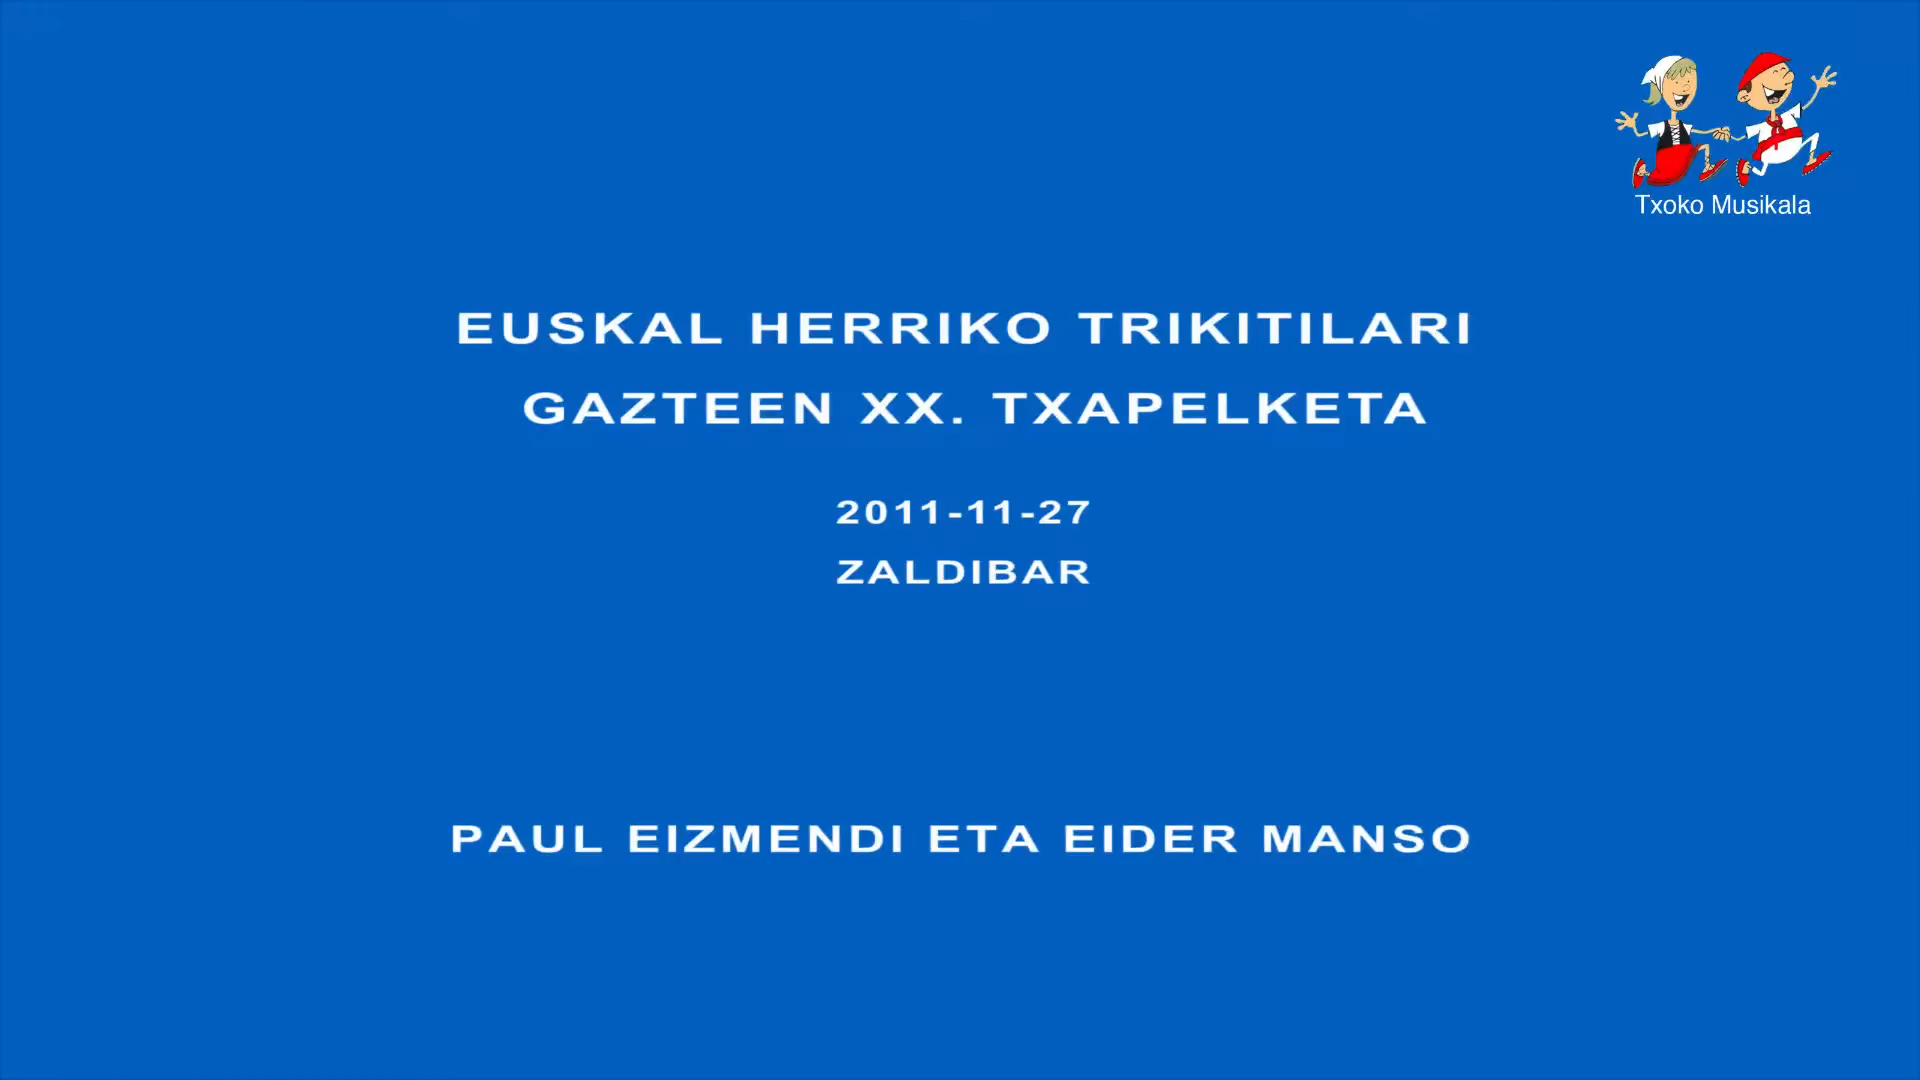 Txoko Musikala
EUSKAL HERRIKO TRIKITILARI
GAZTEEN XX. TXAPELKETA
2011-11-27
ZALDIBAR
PAUL EIZMENDI ETA EIDER MANSO